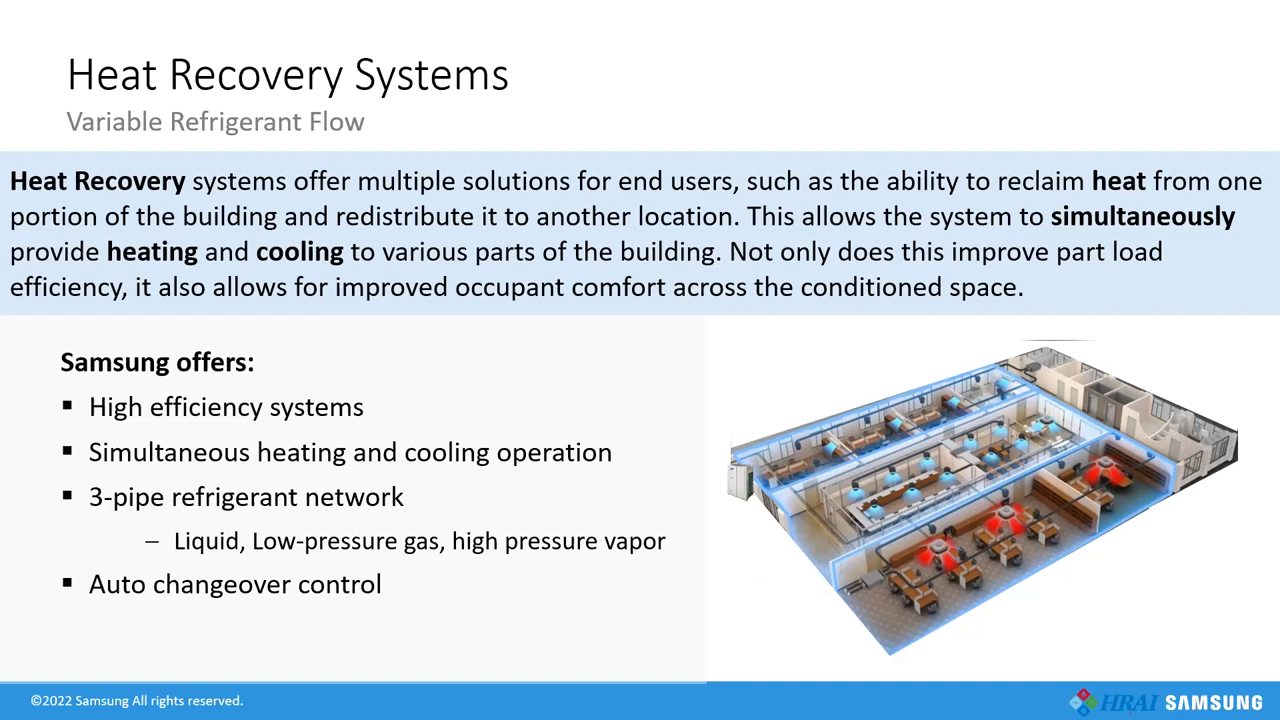 Heat Recovery Systems
Variable Refrigerant Flow
Heat Recovery systems offer multiple solutions for end users, such as the ability to reclaim heat from one
portion of the building and redistribute it to another location. This allows the system to simultaneously
provide heating and cooling to various parts of the building. Not only does this improve part load
efficiency, it also allows for improved occupant comfort across the conditioned space.
Samsung offers:
▪ High efficiency systems
▪ Simultaneous heating and cooling operation
▪ 3-pipe refrigerant network
– Liquid, Low-pressure gas, high pressure vapor
▪ Auto changeover control
©2022 Samsung All rights reserved.
HRAI SAMSUNG